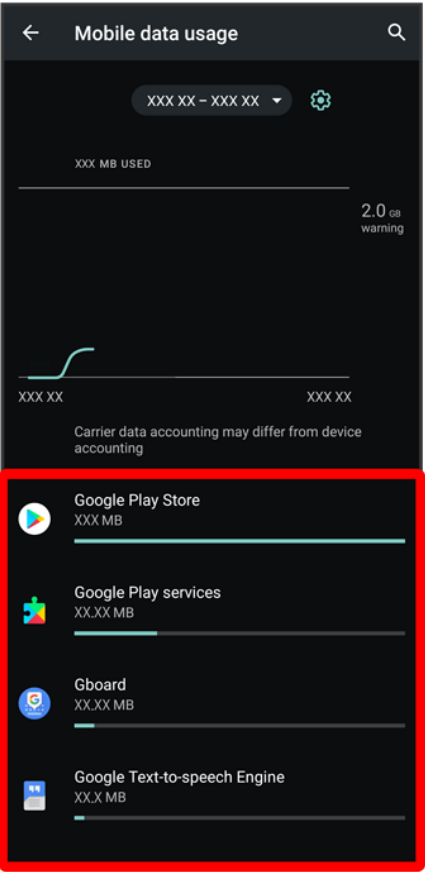 Mobile data usage
XXX XX – XXX XX
XXX MB USED
2.0 GB
warning
XXX XX
XXX XX
Carrier data accounting may differ from device
accounting
Google Play Store
XXX MB
Google Play services
XX.XX MB
Gboard
XX.XX MB
Google Text-to-speech Engine
XX.X MB